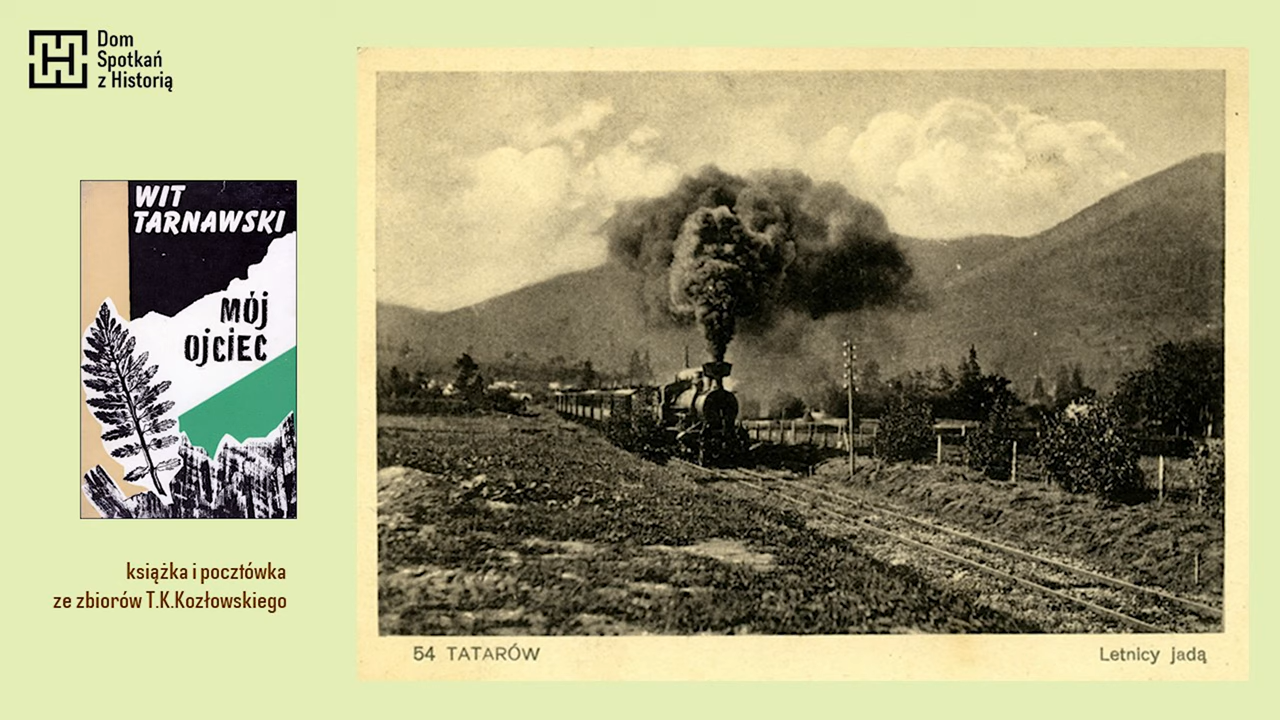 Dom
Spotkań
z Historią
WIT
TARNAWSKI
MÓJ
OJCIEC
książka i pocztówka
ze zbiorów T.K.Kozłowskiego
54 TATARÓW
Letnicy jadą